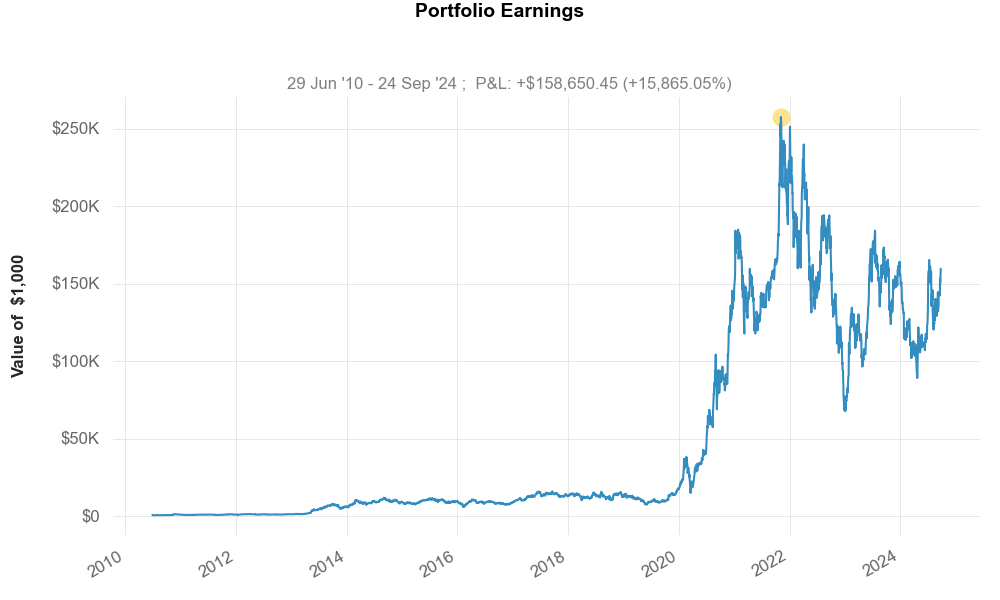 Portfolio Earnings
29 Jun '10 - 24 Sep '24 ;  P&L: +$158,650.45 (+15,865.05%)
Value of $1,000
$250K
$200K
$150K
$100K
$50K
$0
2010
2012
2014
2016
2018
2020
2022
2024